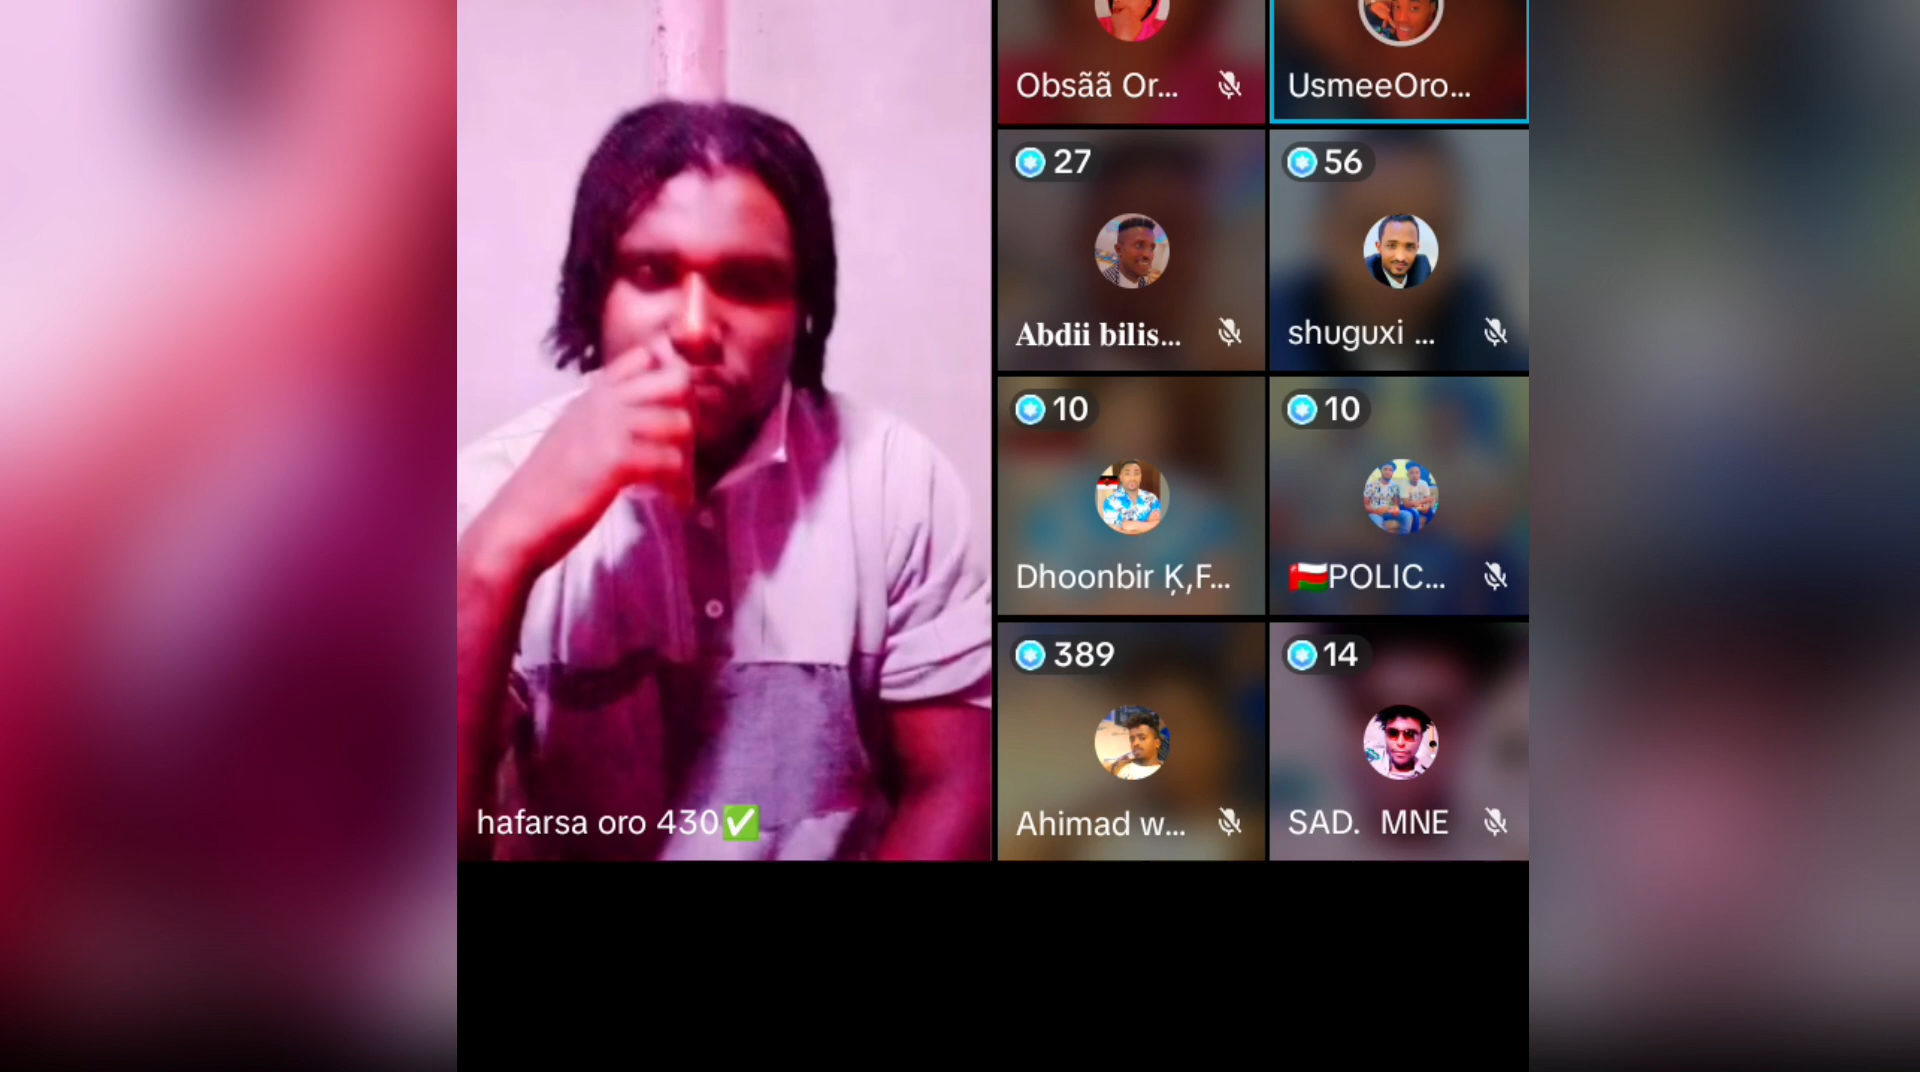 Obsãã Or...
UsmeeOro...
27
56
Abdii bilis...
shuguxi ...
10
10
Dhoonbir Ķ,F...
🇴🇲POLIC...
389
14
Ahimad w...
SAD. MNE
hafarsa oro 430✅